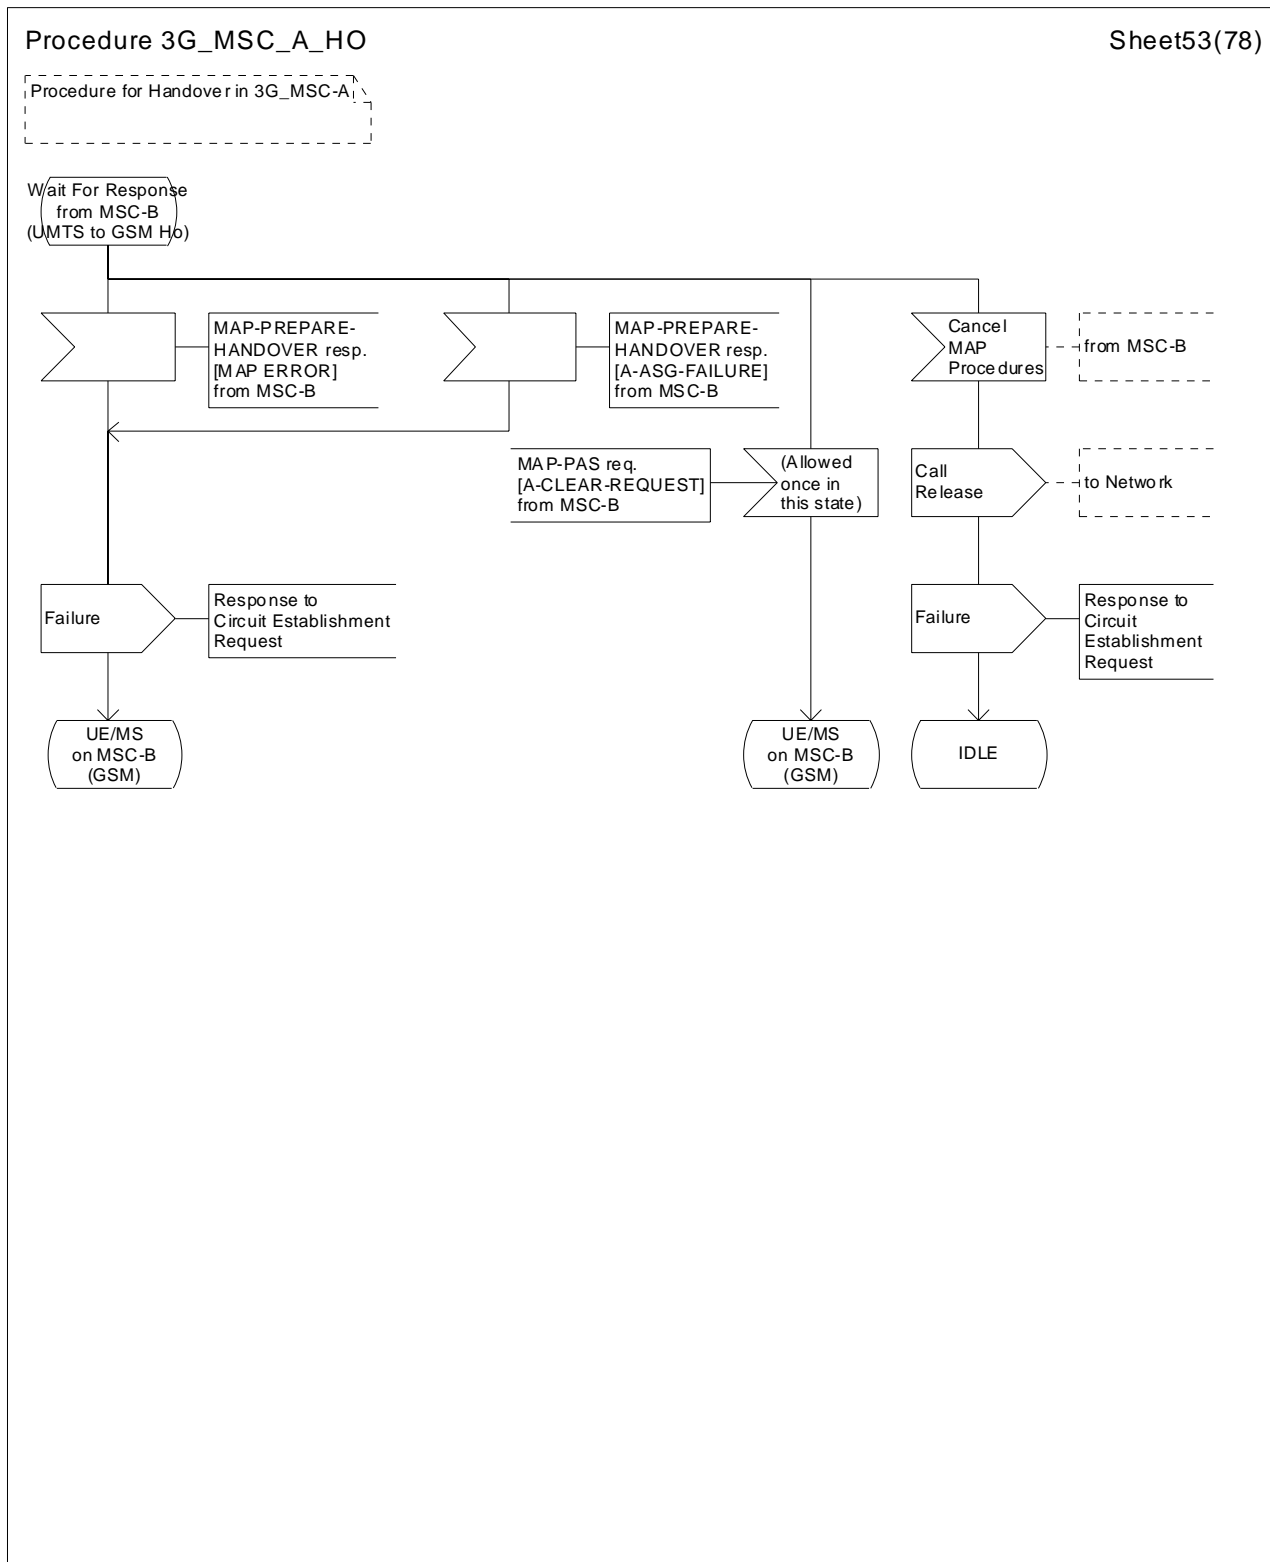 Procedure 3G_MSC_A_HO
Sheet53(78)
Procedure for Handover in 3G_MSC-A
Wait For Response
from MSC-B
(UMTS to GSM Ho)
MAP-PREPARE-
HANDOVER resp.
[MAP ERROR]
from MSC-B
MAP-PREPARE-
HANDOVER resp.
[A-ASG-FAILURE]
from MSC-B
Cancel
MAP
Procedures
from MSC-B
MAP-PAS req.
[A-CLEAR-REQUEST]
from MSC-B
(Allowed
once in
this state)
Call
Release
to Network
Failure
Response to
Circuit Establishment
Request
Failure
Response to
Circuit
Establishment
Request
UE/MS
on MSC-B
(GSM)
UE/MS
on MSC-B
(GSM)
IDLE